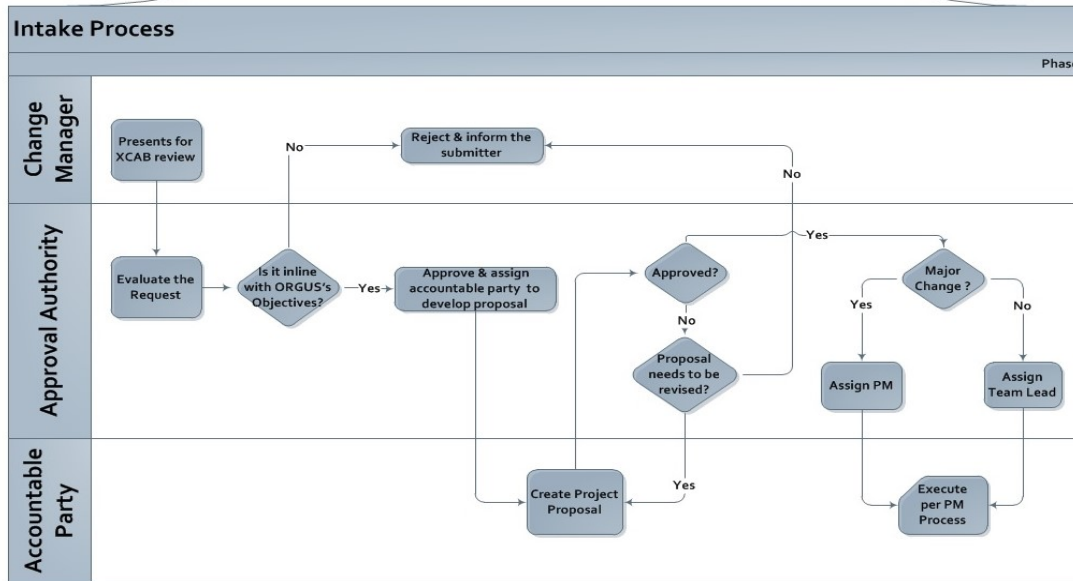 Intake Process
Phase
Change
Manager
Presents for
XCAB review
No
Reject & inform the
submitter
No
Approval Authority
Evaluate the
Request
Is it inline
with ORGUS's
Objectives?
Yes
Approve & assign
accountable party to
develop proposal
Approved?
No
Proposal
needs to be
revised?
Yes
Yes
Major
Change ?
Yes
No
Assign PM
Assign
Team Lead
Accountable
Party
Create Project
Proposal
Execute
per PM
Process